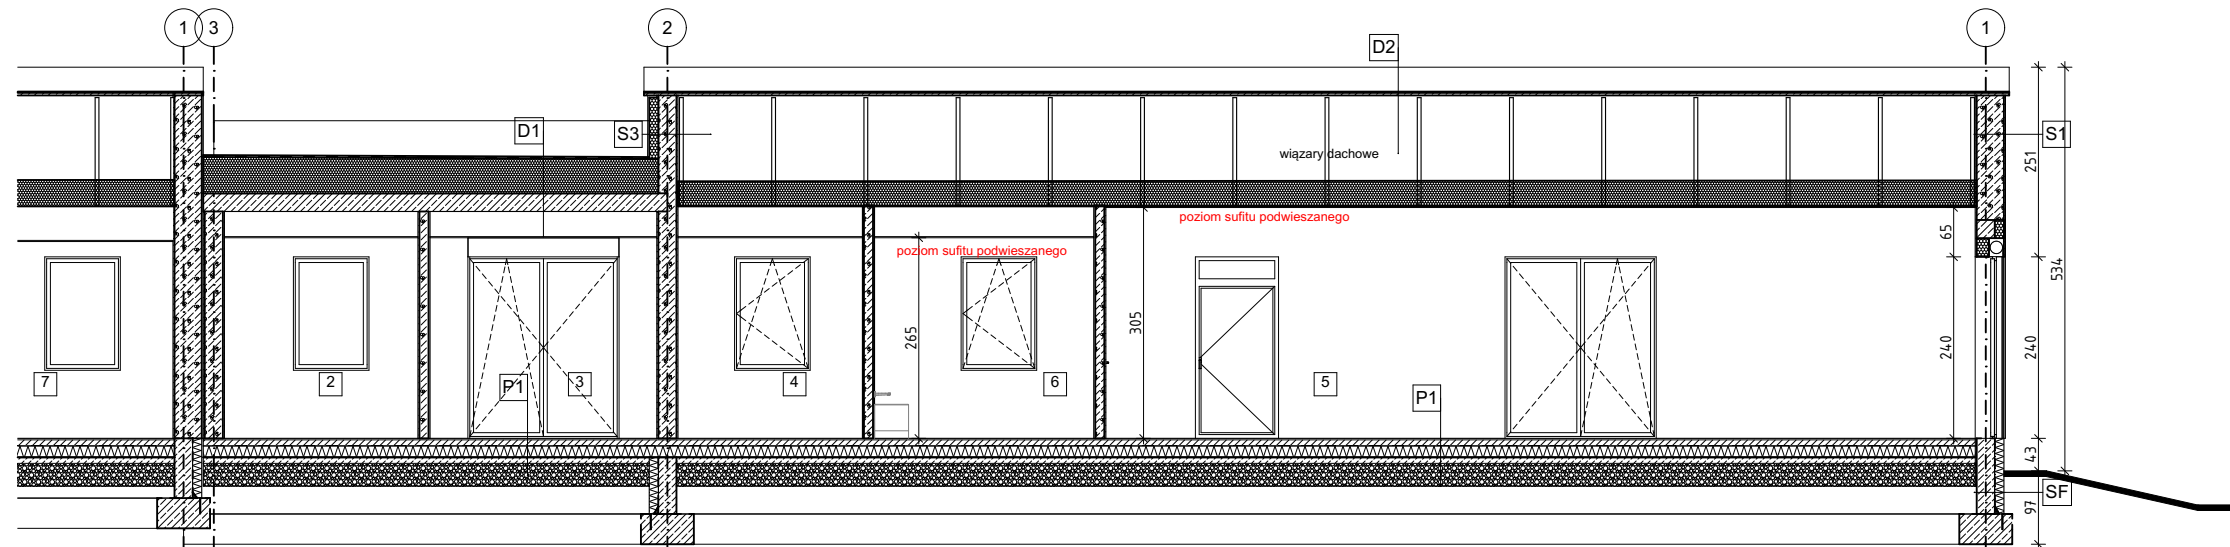 1
3
2
1
D2
D1
S3
S1
wiązary dachowe
251
poziom sufitu podwieszanego
65
534
poziom sufitu podwieszanego
265
305
240
240
7
2
P1
3
4
6
5
P1
43
SF
97